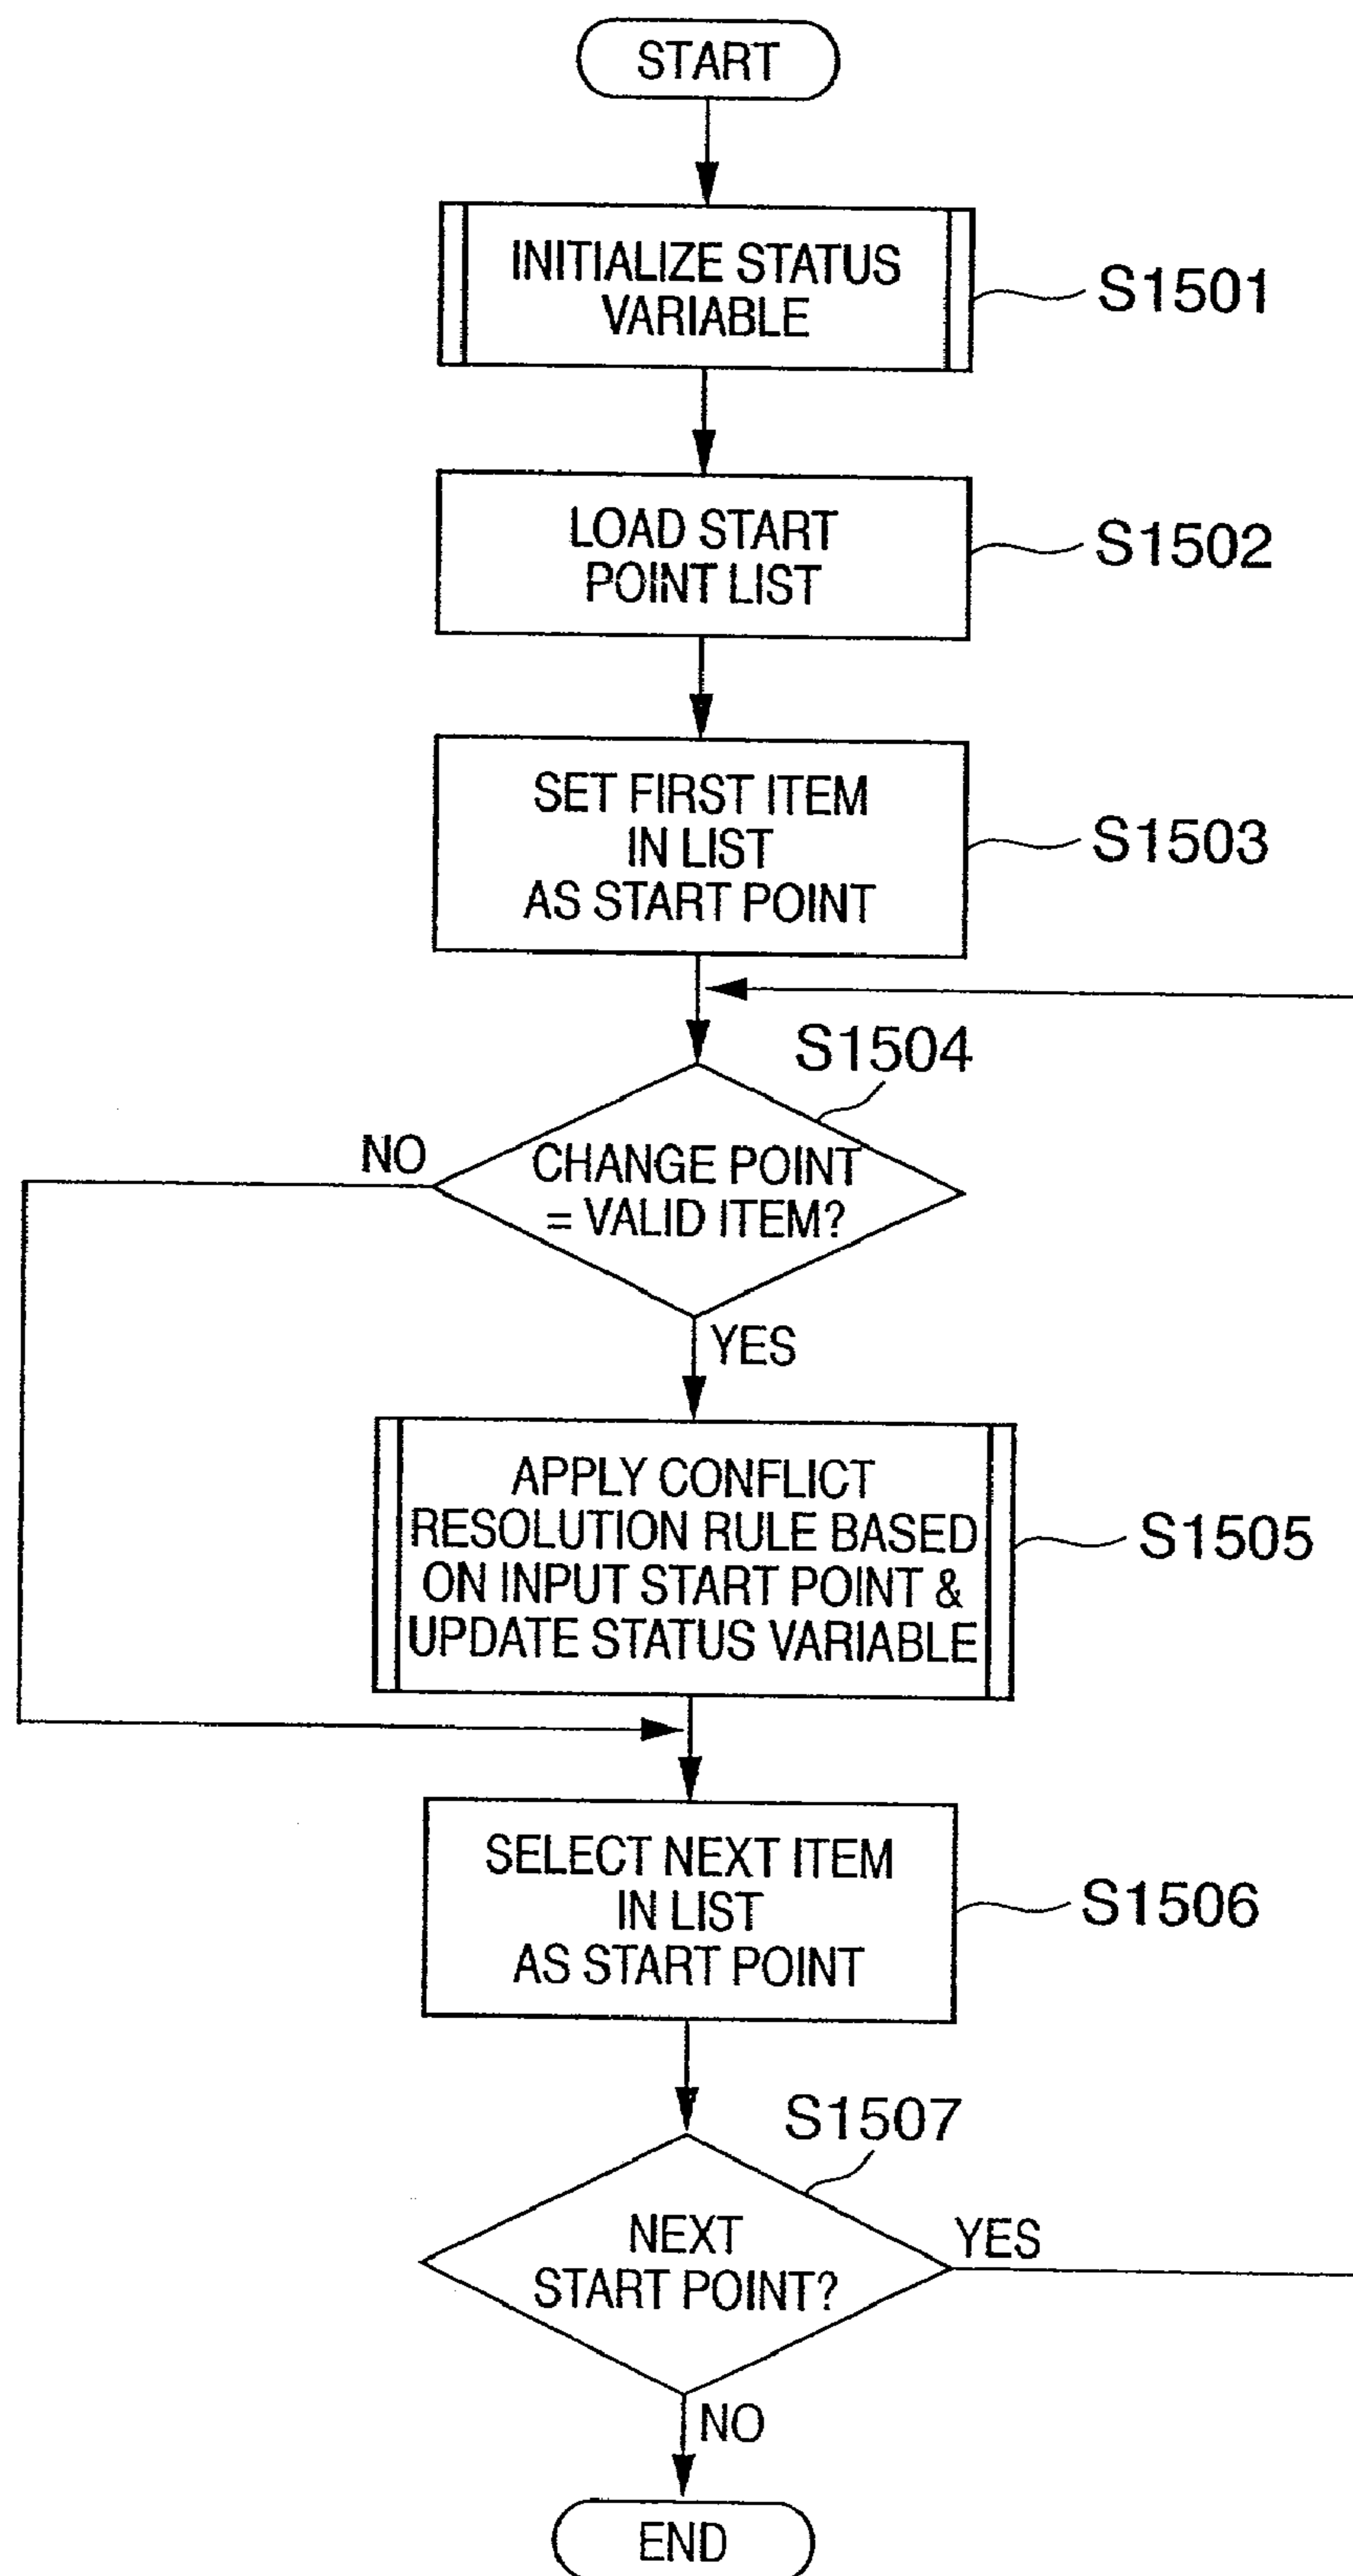 START
INITIALIZE STATUS
VARIABLE
S1501
LOAD START
POINT LIST
S1502
SET FIRST ITEM
IN LIST
AS START POINT
S1503
S1504
NO
CHANGE POINT
= VALID ITEM?
YES
APPLY CONFLICT
RESOLUTION RULE BASED
ON INPUT START POINT &
UPDATE STATUS VARIABLE
S1505
SELECT NEXT ITEM
IN LIST
AS START POINT
S1506
S1507
NEXT
START POINT?
YES
NO
END